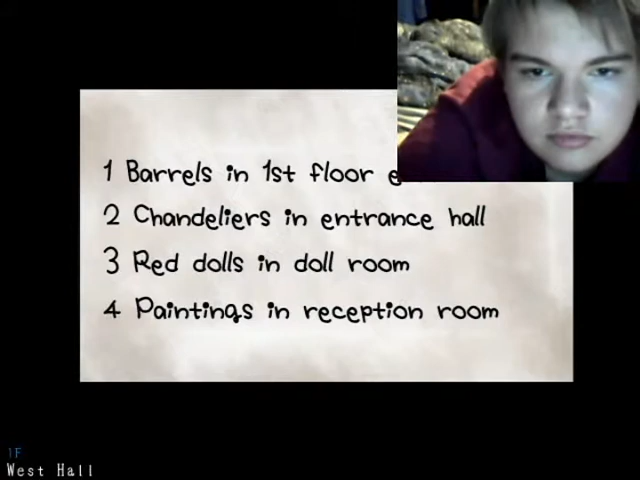 1 Barrels in 1st floor
2 Chandeliers in entrance hall
3 Red dolls in doll room
4 Paintings in reception room
1F
West Hall